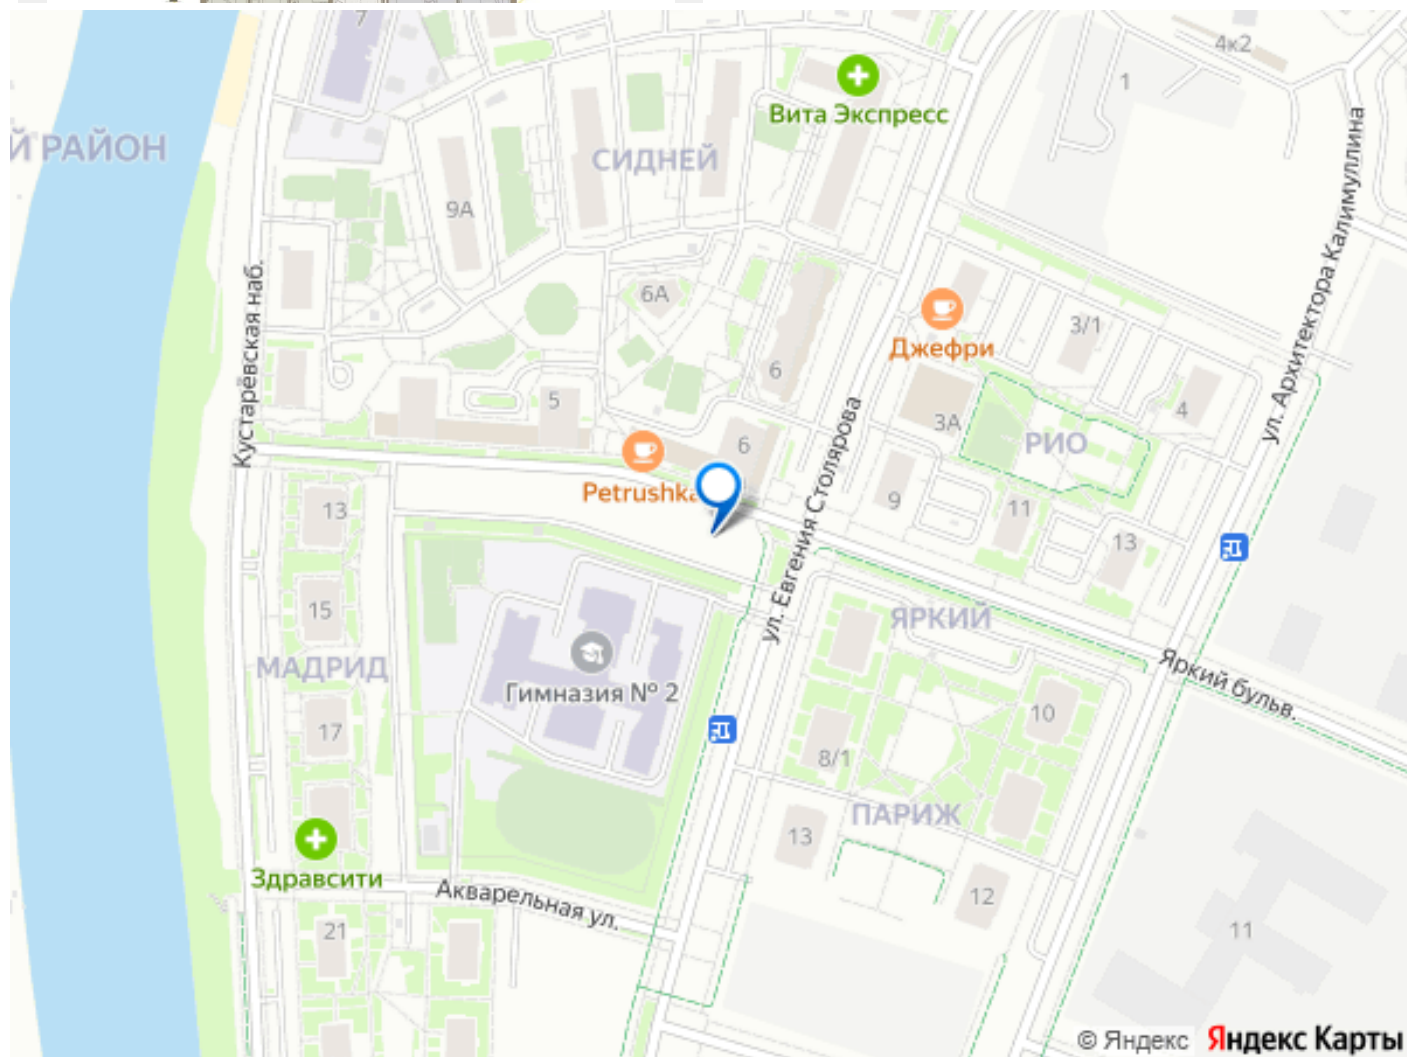 7
4к2
1
Вита Экспресс
Й РАЙОН
СИДНЕЙ
9А
ул. Архитектора Калимуллина
Кустарёвская наб.
6А
3/1
Джефри
6
5
4
3А
РИО
6
ул. Евгения Столярова
Petrushka
9
11
13
13
15
ЯРКИЙ
МАДРИД
Гимназия № 2
Яркий бульв.
10
17
8/1
ПАРИЖ
13
Здравсити
Акварельная ул.
12
21
11
© Яндекс Яндекс Карты